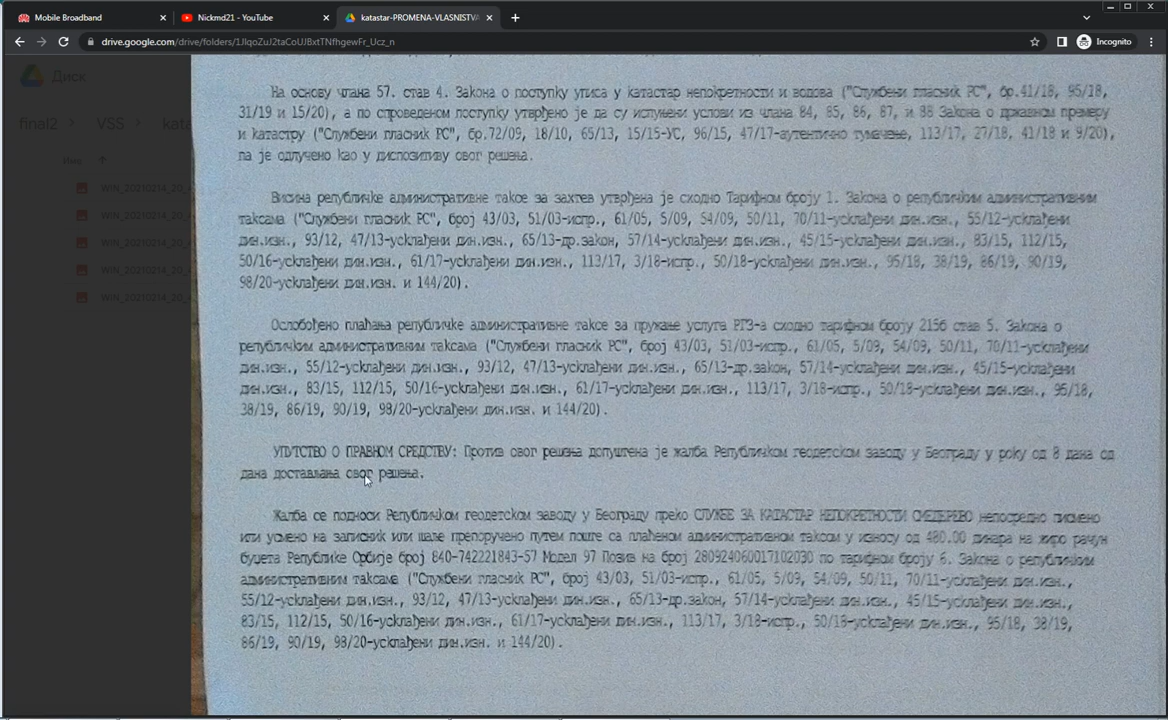 Mobile Broadband
Nickmd21 - YouTube
katastar-PROMENA-VLASNISTVA
drive.google.com/drive/folders/1JlqoZuJ2taCoUJBxtTNfhgewFr_Ucz_n
Incognito
Диск
final2 > VSS > kata
Име
WIN_20210214_20_4
WIN_20210214_20_4
WIN_20210214_20_4
WIN_20210214_20_4
WIN_20210214_20_4
На основу члана 57. став 4. Закона о поступку уписа у катастар непокретности и водова ("Службени гласник РС", бр.41/18, 95/18,
31/19 и 15/20), а по спроведеном поступку утврђено је да су испуњени услови из члана 84, 85, 86, 87, и 88 Закона о државном премеру
и катастру ("Службени гласник РС", бр.72/09, 18/10, 65/13, 15/15-УС, 96/15, 47/17-аутентично тумачење, 113/17, 27/18, 41/18 и 9/20),
па је одлучено као у диспозитиву овог решења.
Висина републичке административне таксе за захтев утврђена је сходно Тарифном броју 1. Закона о републичким административним
таксама ("Службени гласник РС", број 43/03, 51/03-испр., 61/05, 5/09, 54/09, 50/11, 70/11-усклађени дин.изн., 55/12-усклађени
дин.изн., 93/12, 47/13-усклађени дин.изн., 65/13-др.закон, 57/14-усклађени дин.изн., 45/15-усклађени дин.изн., 83/15, 112/15,
50/16-усклађени дин.изн., 61/17-усклађени дин.изн., 113/17, 3/18-испр., 50/18-усклађени дин.изн., 95/18, 38/19, 86/19, 90/19,
98/20-усклађени дин.изн. и 144/20).
Ослобођено плаћања републичке административне таксе за пружање услуга РГЗ-а сходно тарифном броју 215б став 5. Закона о
републичким административним таксама ("Службени гласник РС", број 43/03, 51/03-испр., 61/05, 5/09, 54/09, 50/11, 70/11-усклађени
дин.изн., 55/12-усклађени дин.изн., 93/12, 47/13-усклађени дин.изн., 65/13-др.закон, 57/14-усклађени дин.изн., 45/15-усклађени
дин.изн., 83/15, 112/15, 50/16-усклађени дин.изн., 61/17-усклађени дин.изн., 113/17, 3/18-испр., 50/18-усклађени дин.изн., 95/18,
38/19, 86/19, 90/19, 98/20-усклађени дин.изн. и 144/20).
УПУТСТВО О ПРАВНОМ СРЕДСТВУ: Против овог решења допуштена је жалба Републичком геодетском заводу у Београду у року од 8 дана од
дана достављања овог решења.
Жалба се подноси Републичком геодетском заводу у Београду преко СЛУЖБЕ ЗА КАТАСТАР НЕПОКРЕТНОСТИ СМЕДЕРЕВО непосредно писмено
или усмено на записник или шаље препоручено путем поште са плаћеном административном таксом у износу од 480.00 динара на жиро рачун
буџета Републике Србије број 840-742221843-57 Модел 97 Позив на број 280924060017102030 по тарифном броју 6. Закона о републичким
административним таксама ("Службени гласник РС", број 43/03, 51/03-испр., 61/05, 5/09, 54/09, 50/11, 70/11-усклађени дин.изн.,
55/12-усклађени дин.изн., 93/12, 47/13-усклађени дин.изн., 65/13-др.закон, 57/14-усклађени дин.изн., 45/15-усклађени дин.изн.,
83/15, 112/15, 50/16-усклађени дин.изн., 61/17-усклађени дин.изн., 113/17, 3/18-испр., 50/18-усклађени дин.изн., 95/18, 38/19,
86/19, 90/19, 98/20-усклађени дин.изн. и 144/20).